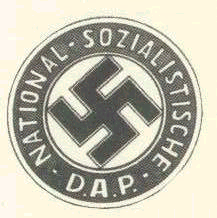 NATIONAL-SOZIALISTISCHE
- D.A.P. -